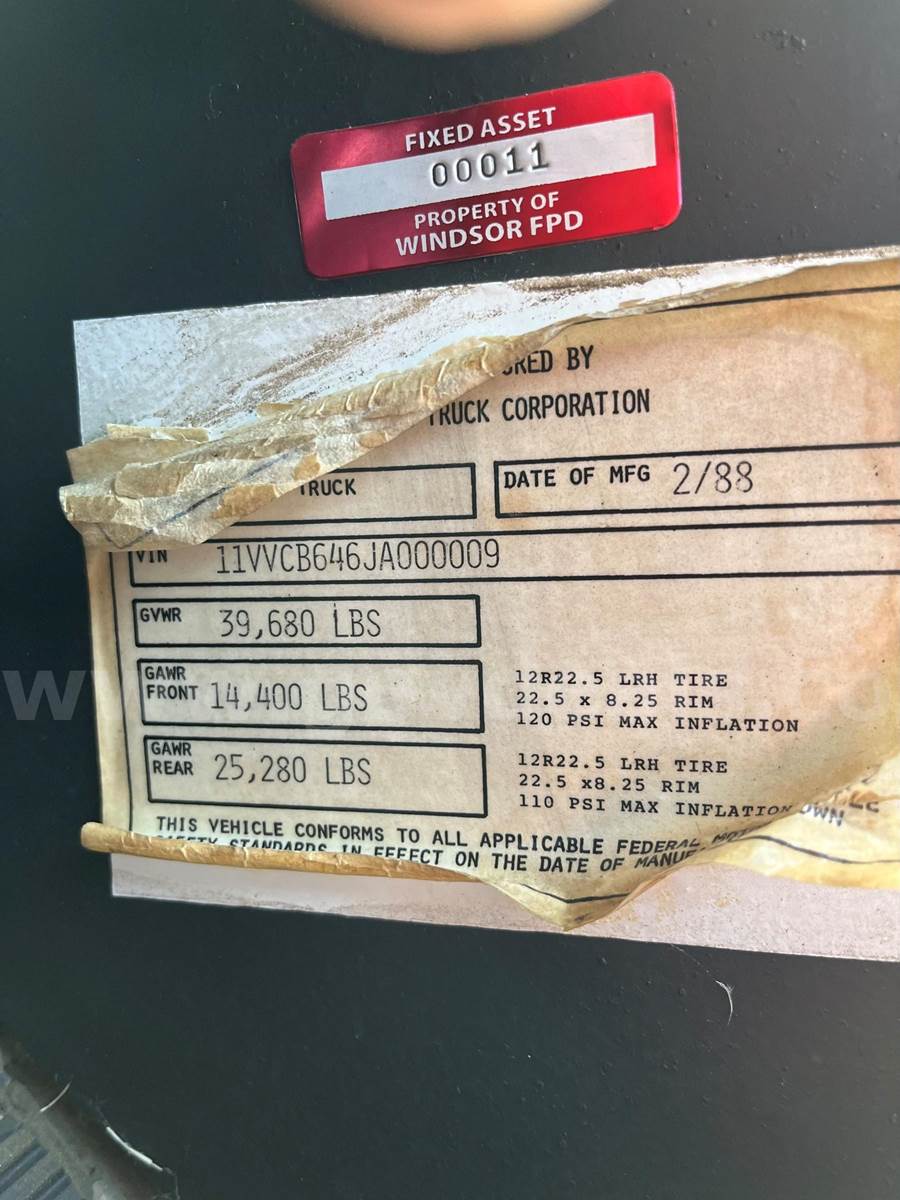 FIXED ASSET
00011
PROPERTY OF
WINDSOR FPD
BY
TRUCK CORPORATION
TRUCK
DATE OF MFG 2/88
VIN 11VVCB646JA000009
GVWR 39,680 LBS
GAWR
FRONT 14,400 LBS
12R22.5 LRH TIRE
22.5 x 8.25 RIM
120 PSI MAX INFLATION
GAWR
REAR 25,280 LBS
12R22.5 LRH TIRE
22.5 x8.25 RIM
110 PSI MAX INFLATION
THIS VEHICLE CONFORMS TO ALL APPLICABLE FEDERAL
SAFETY STANDARDS IN EFFECT ON THE DATE OF